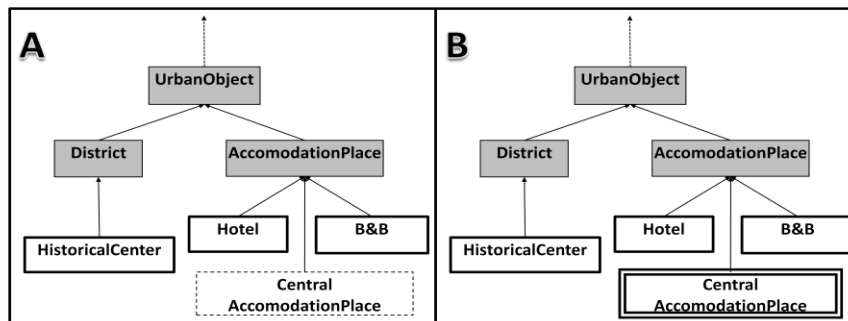 A
UrbanObject
District
AccomodationPlace
Hotel
B&B
HistoricalCenter
Central
AccomodationPlace
B
UrbanObject
District
AccomodationPlace
Hotel
B&B
HistoricalCenter
Central
AccomodationPlace